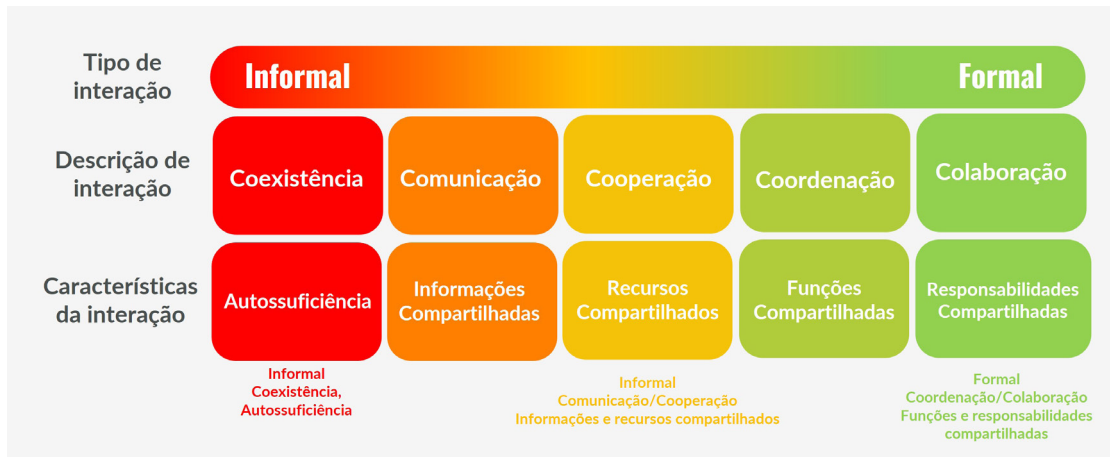 Tipo de
interação
Informal
Formal
Descrição de
interação
Coexistência
Comunicação
Cooperação
Coordenação
Colaboração
Características
da interação
Autossuficiência
Informações
Compartilhadas
Recursos
Compartilhados
Funções
Compartilhadas
Responsabilidades
Compartilhadas
Informal
Coexistência,
Autossuficiência
Informal
Comunicação/Cooperação
Informações e recursos compartilhados
Formal
Coordenação/Colaboração
Funções e responsabilidades
compartilhadas